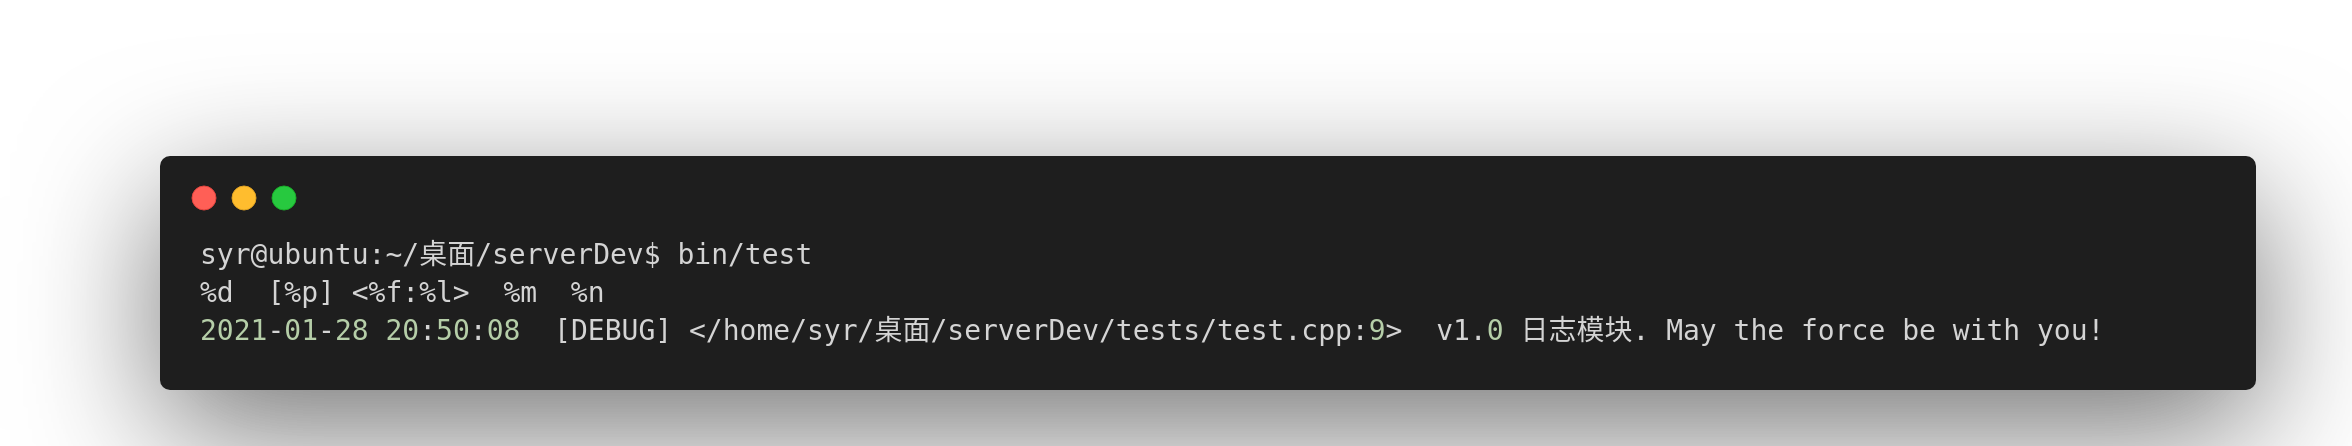 syr@ubuntu:~/桌面/serverDev$ bin/test
%d  [%p] <%f:%l>  %m  %n
2021-01-28 20:50:08  [DEBUG] </home/syr/桌面/serverDev/tests/test.cpp:9>  v1.0 日志模块. May the force be with you!